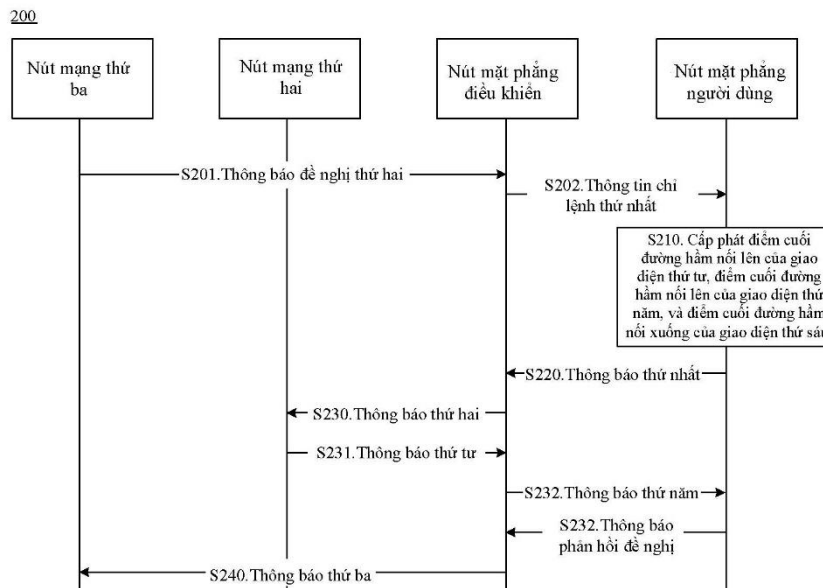 200
Nút mạng thứ
ba
Nút mạng thứ
hai
Nút mặt phẳng
điều khiển
Nút mặt phẳng
người dùng
S201.Thông báo đề nghị thứ hai
S202.Thông tin chỉ
lệnh thứ nhất
S210. Cấp phát điểm cuối
đường hầm nối lên của giao
diện thứ tư, điểm cuối đường
hầm nối lên của giao diện thứ
năm, và điểm cuối đường hầm
nối xuống của giao diện thứ sáu
S220.Thông báo thứ nhất
S230.Thông báo thứ hai
S231.Thông báo thứ tư
S232.Thông báo thứ năm
S232.Thông báo
phản hồi đề nghị
S240.Thông báo thứ ba